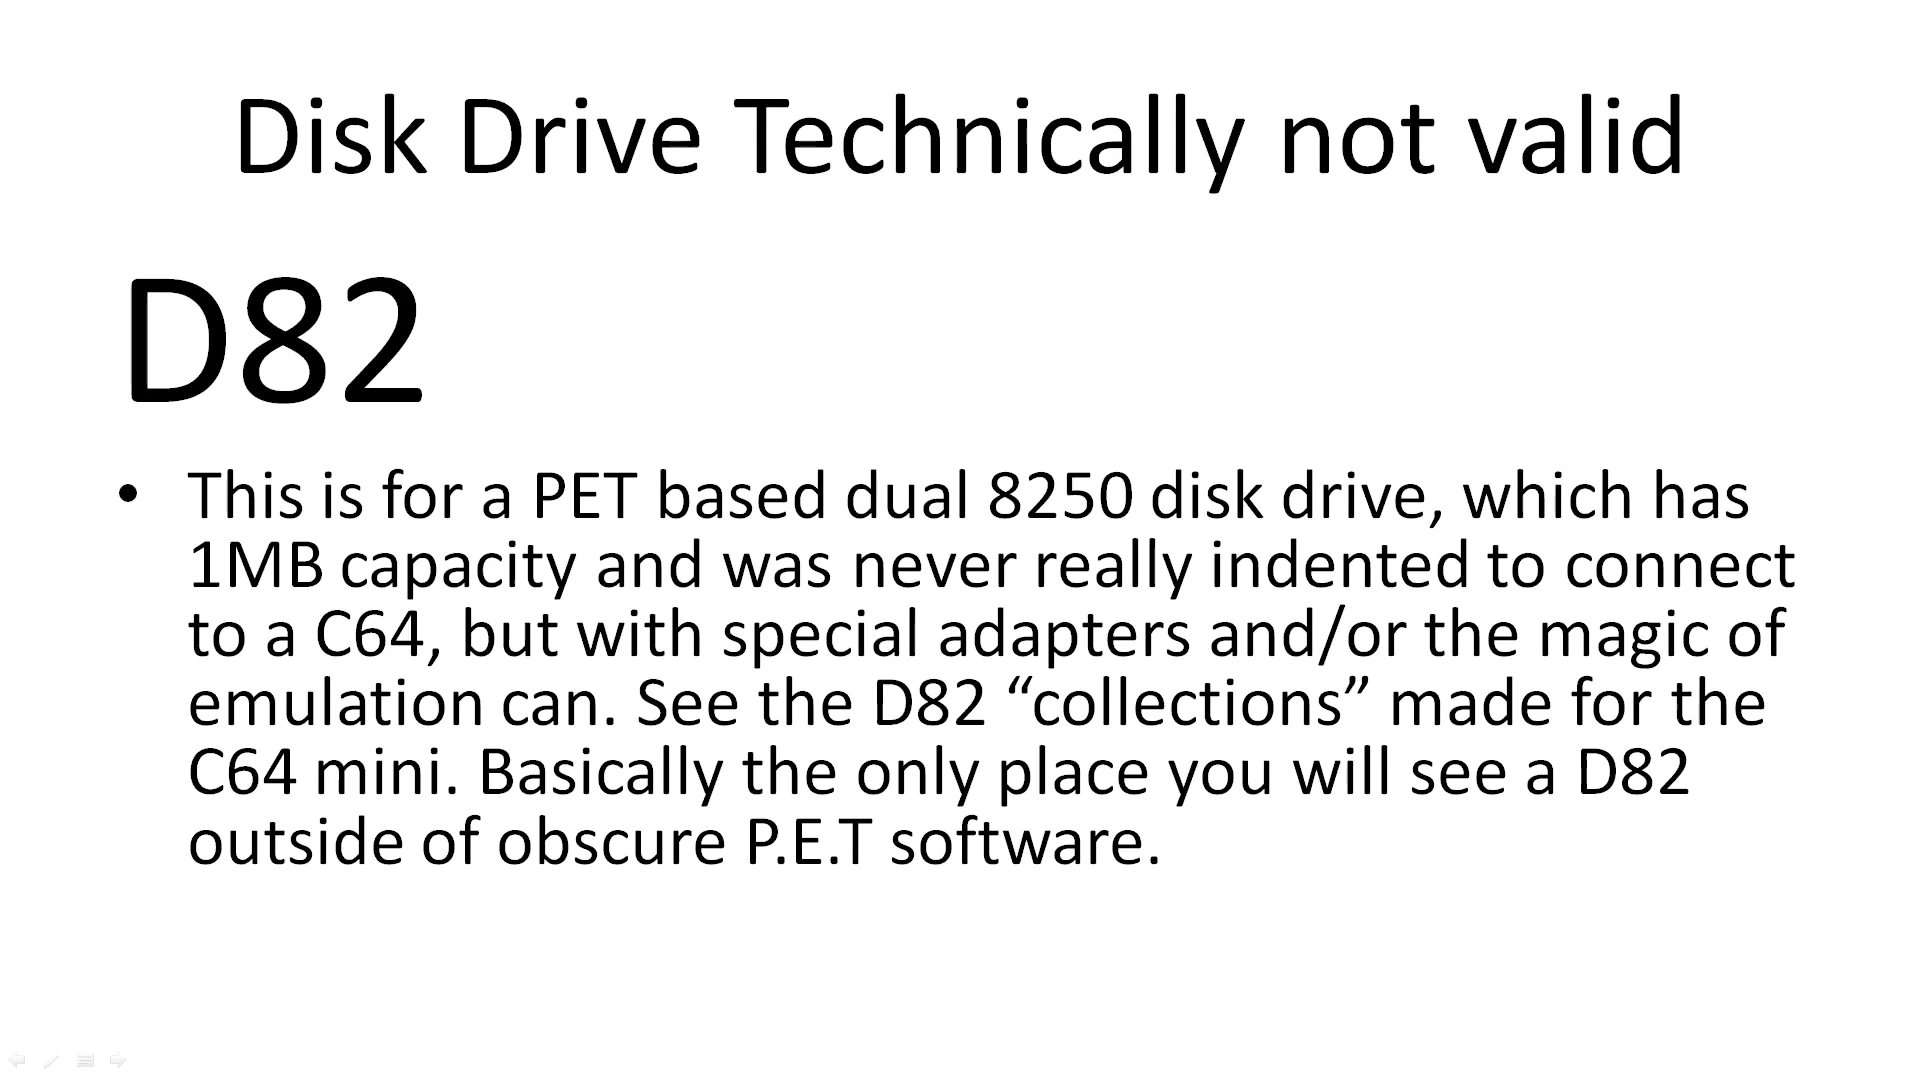 Disk Drive Technically not valid
D82
• This is for a PET based dual 8250 disk drive, which has
1MB capacity and was never really indented to connect
to a C64, but with special adapters and/or the magic of
emulation can. See the D82 “collections” made for the
C64 mini. Basically the only place you will see a D82
outside of obscure P.E.T software.